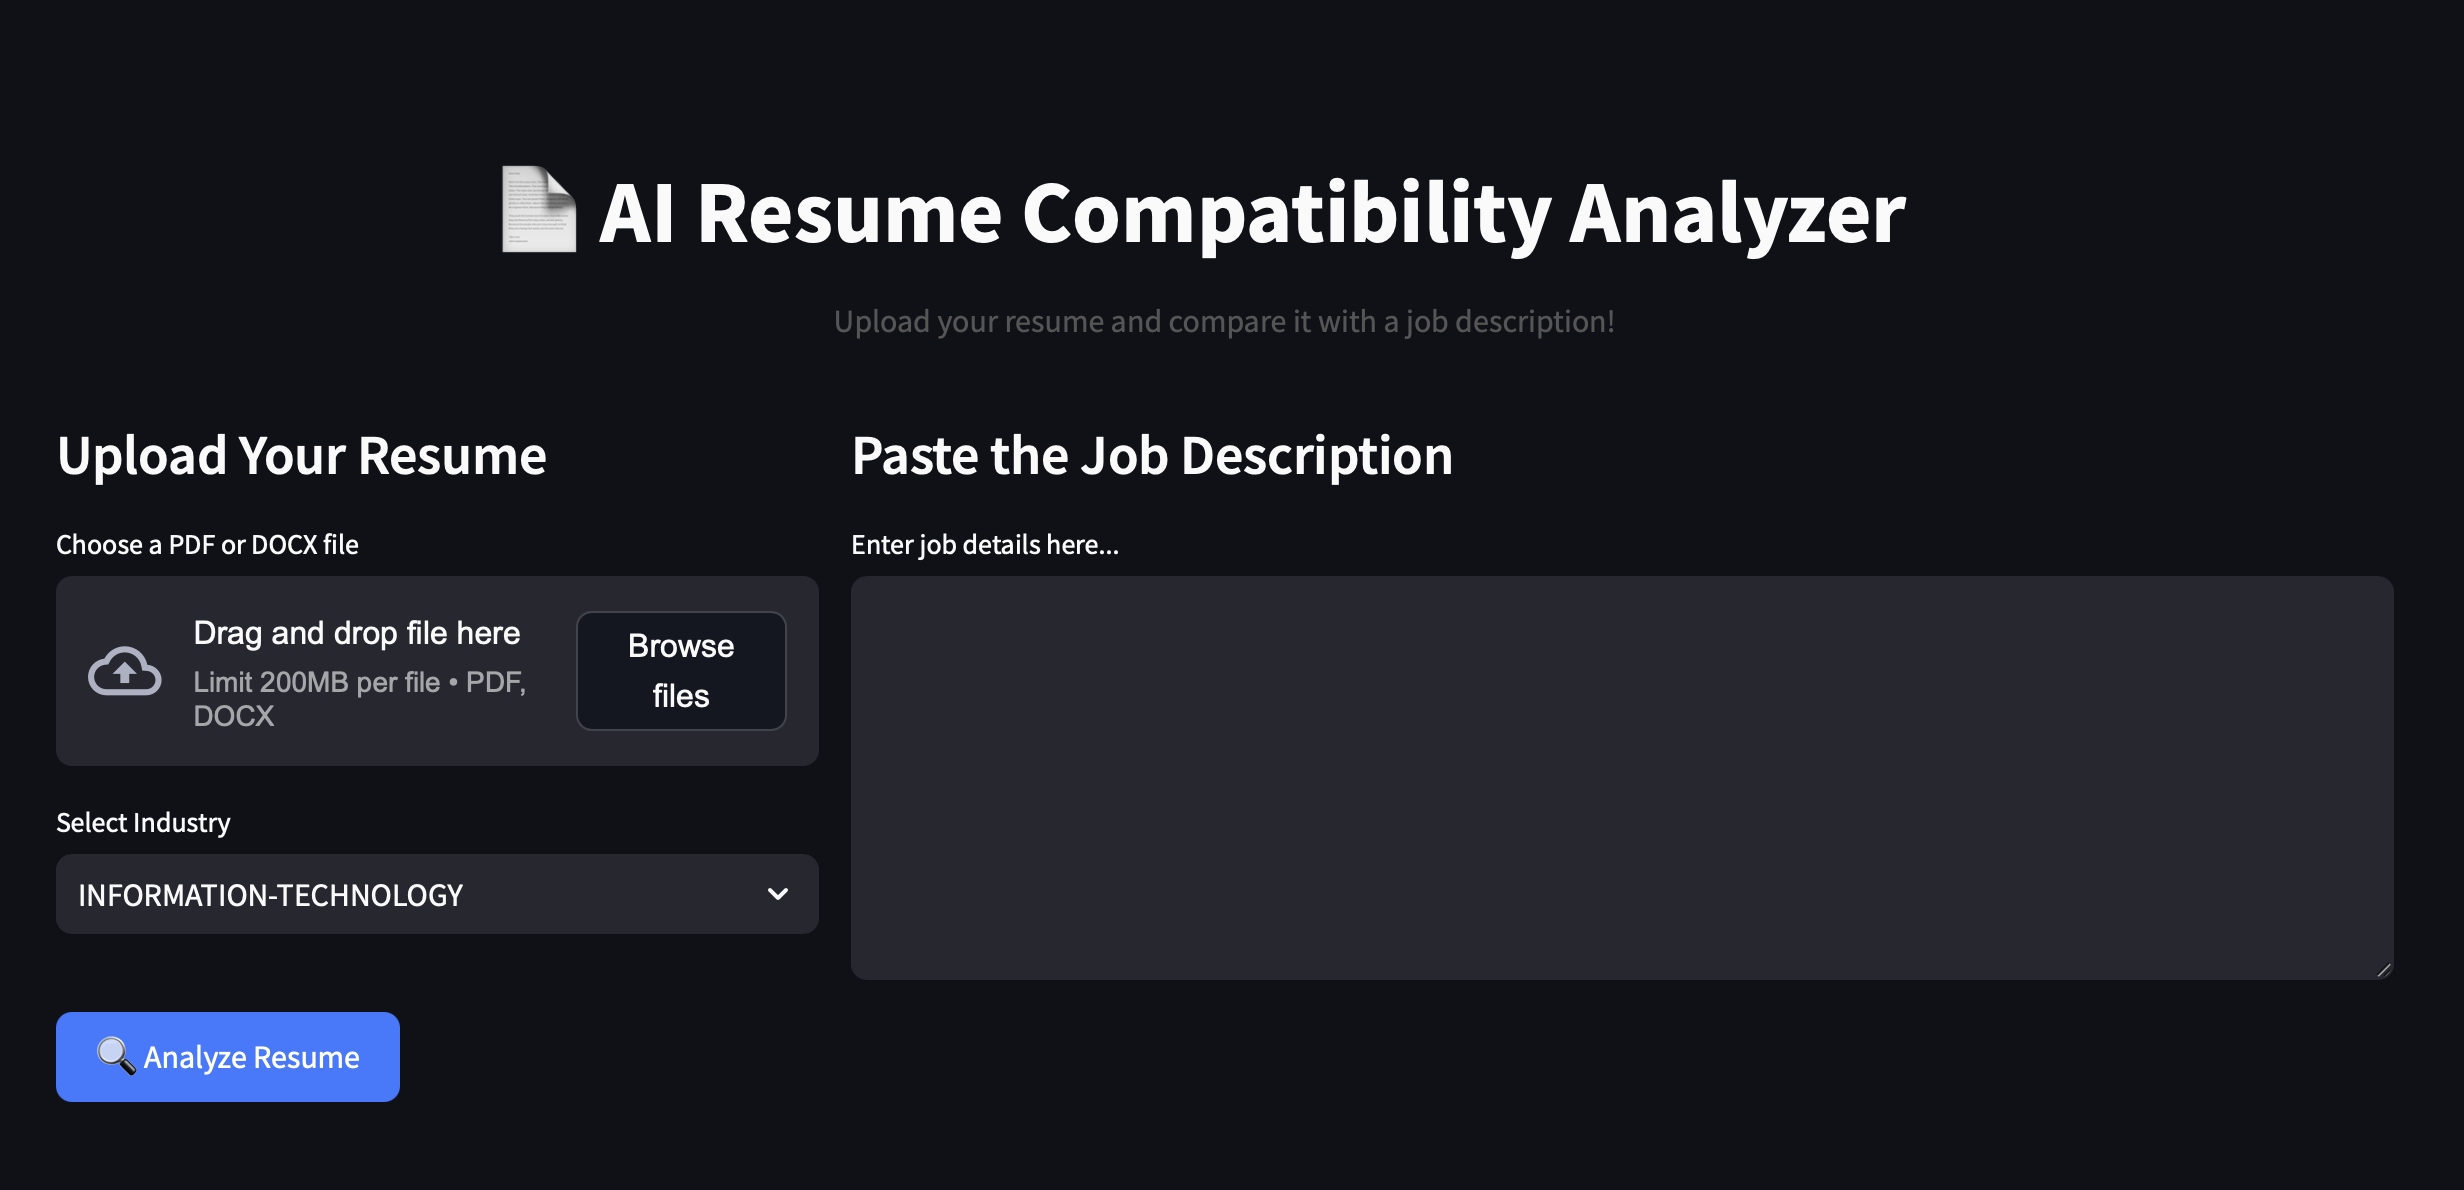 AI Resume Compatibility Analyzer
Upload your resume and compare it with a job description!
Upload Your Resume
Choose a PDF or DOCX file
Drag and drop file here
Limit 200MB per file • PDF,
DOCX
Browse
files
Select Industry
INFORMATION-TECHNOLOGY
Analyze Resume
Paste the Job Description
Enter job details here...